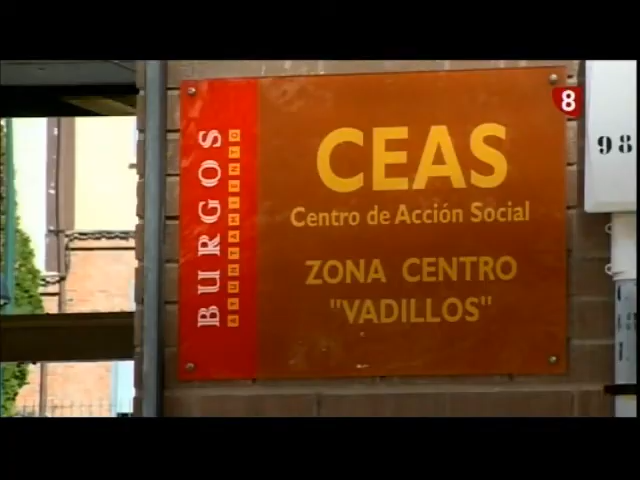 BURGOS
AYUNTAMIENTO
CEAS
Centro de Acción Social
ZONA CENTRO
"VADILLOS"
8
98